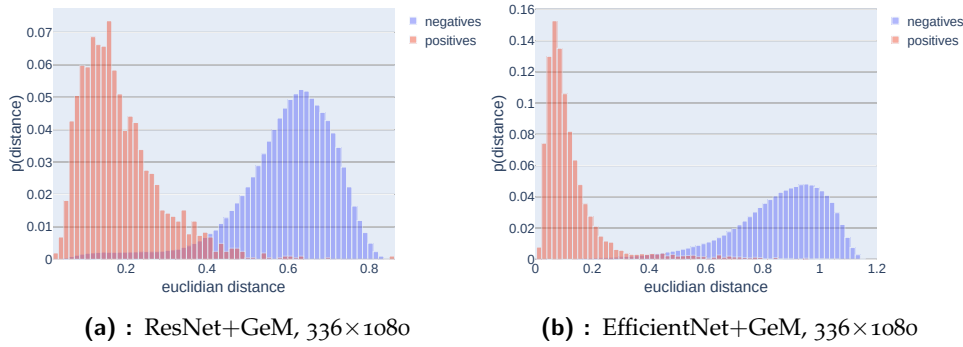 0.07
0.06
0.05
0.04
0.03
0.02
0.01
0
p(distance)
0.2
0.4
0.6
0.8
euclidian distance
negatives
positives
(a) : ResNet+GeM, 336×1080
0.16
0.14
0.12
0.1
0.08
0.06
0.04
0.02
0
p(distance)
0
0.2
0.4
0.6
0.8
1
1.2
euclidian distance
negatives
positives
(b) : EfficientNet+GeM, 336×1080